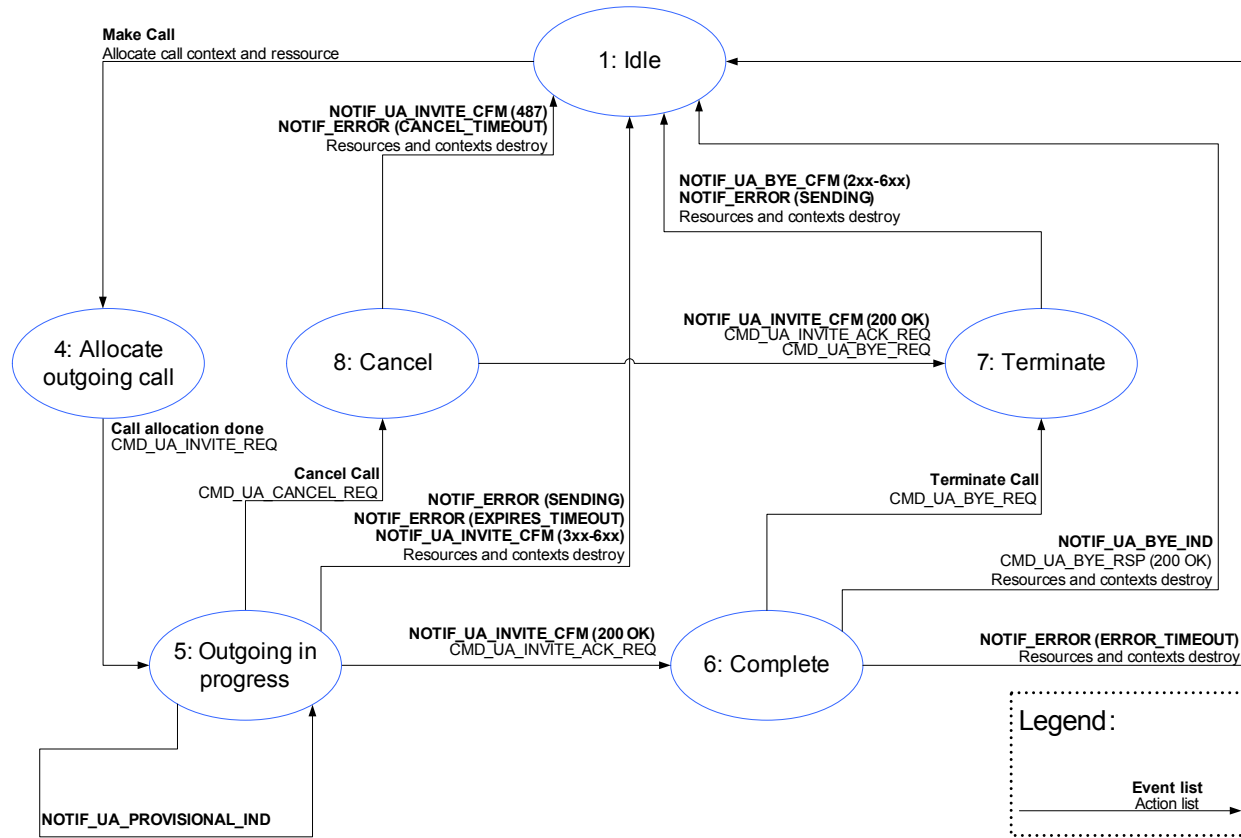 Make Call
Allocate call context and ressource
1: Idle
NOTIF_UA_INVITE_CFM (487)
NOTIF_ERROR (CANCEL_TIMEOUT)
Resources and contexts destroy
NOTIF_UA_BYE_CFM (2xx-6xx)
NOTIF_ERROR (SENDING)
Resources and contexts destroy
4: Allocate
outgoing call
8: Cancel
NOTIF_UA_INVITE_CFM (200 OK)
CMD_UA_INVITE_ACK_REQ
CMD_UA_BYE_REQ
7: Terminate
Call allocation done
CMD_UA_INVITE_REQ
Cancel Call
CMD_UA_CANCEL_REQ
NOTIF_ERROR (SENDING)
NOTIF_ERROR (EXPIRES_TIMEOUT)
NOTIF_UA_INVITE_CFM (3xx-6xx)
Resources and contexts destroy
Terminate Call
CMD_UA_BYE_REQ
NOTIF_UA_BYE_IND
CMD_UA_BYE_RSP (200 OK)
Resources and contexts destroy
5: Outgoing in
progress
NOTIF_UA_INVITE_CFM (200 OK)
CMD_UA_INVITE_ACK_REQ
6: Complete
NOTIF_ERROR (ERROR_TIMEOUT)
Resources and contexts destroy
NOTIF_UA_PROVISIONAL_IND
Legend:
Event list
Action list